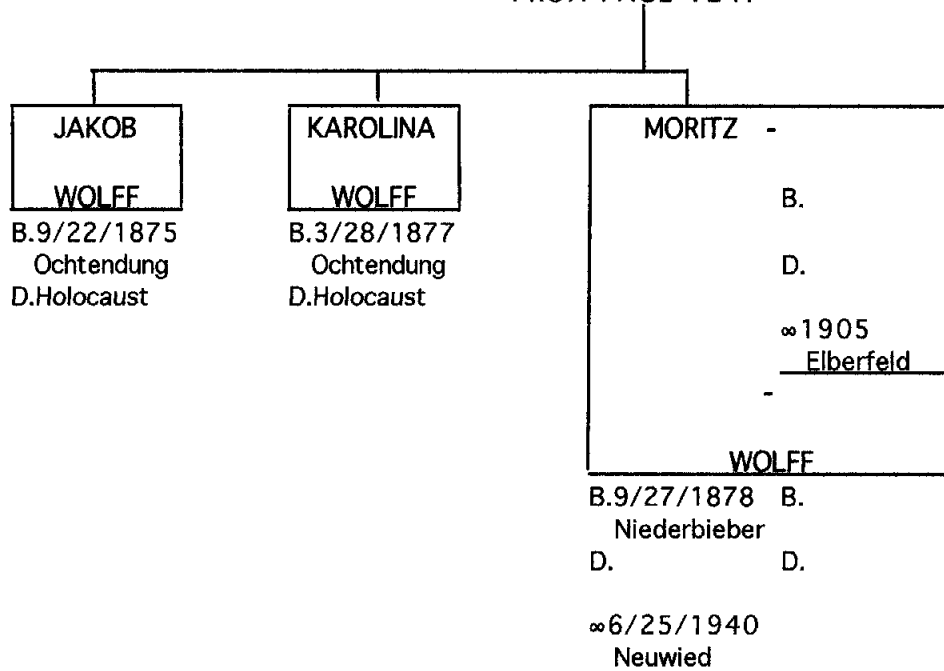 JAKOB
WOLFF
B.9/22/1875
Ochtendung
D.Holocaust
KAROLINA
WOLFF
B.3/28/1877
Ochtendung
D.Holocaust
MORITZ -
B.
D.
∞1905
Elberfeld
-
WOLFF
B.9/27/1878 B.
Niederbieber
D. D.
∞6/25/1940
Neuwied